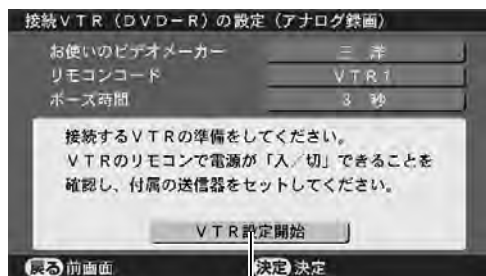 接続VTR(DVD-R)の設定(アナログ録画)
お使いのビデオメーカー 三 洋
リモコンコード VTR1
ポーズ時間 3 秒
接続するVTRの準備をしてください。
VTRのリモコンで電源が「入/切」できることを
確認し、付属の送信器をセットしてください。
VTR設定開始
戻る 前画面 決定 決定